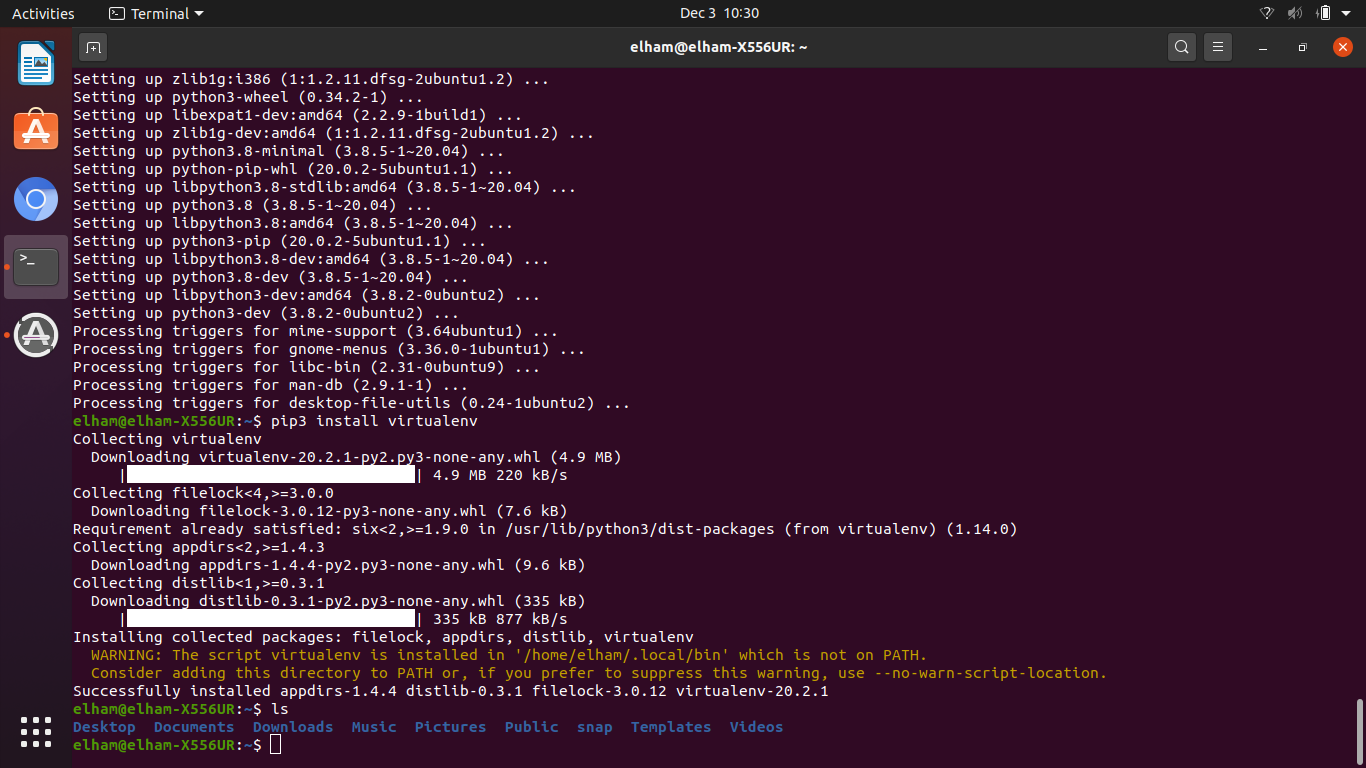 Activities Terminal Dec 3 10:30
elham@elham-X556UR: ~
Setting up zlib1g:i386 (1:1.2.11.dfsg-2ubuntu1.2) ...
Setting up python3-wheel (0.34.2-1) ...
Setting up libexpat1-dev:amd64 (2.2.9-1build1) ...
Setting up zlib1g-dev:amd64 (1:1.2.11.dfsg-2ubuntu1.2) ...
Setting up python3.8-minimal (3.8.5-1~20.04) ...
Setting up python-pip-whl (20.0.2-5ubuntu1.1) ...
Setting up libpython3.8-stdlib:amd64 (3.8.5-1~20.04) ...
Setting up python3.8 (3.8.5-1~20.04) ...
Setting up libpython3.8:amd64 (3.8.5-1~20.04) ...
Setting up python3-pip (20.0.2-5ubuntu1.1) ...
Setting up libpython3.8-dev:amd64 (3.8.5-1~20.04) ...
Setting up python3.8-dev (3.8.5-1~20.04) ...
Setting up libpython3-dev:amd64 (3.8.2-0ubuntu2) ...
Setting up python3-dev (3.8.2-0ubuntu2) ...
Processing triggers for mime-support (3.64ubuntu1) ...
Processing triggers for gnome-menus (3.36.0-1ubuntu1) ...
Processing triggers for libc-bin (2.31-0ubuntu9) ...
Processing triggers for man-db (2.9.1-1) ...
Processing triggers for desktop-file-utils (0.24-1ubuntu2) ...
elham@elham-X556UR:~$ pip3 install virtualenv
Collecting virtualenv
  Downloading virtualenv-20.2.1-py2.py3-none-any.whl (4.9 MB)
     |████████████████████████████████| 4.9 MB 220 kB/s
Collecting filelock<4,>=3.0.0
  Downloading filelock-3.0.12-py3-none-any.whl (7.6 kB)
Requirement already satisfied: six<2,>=1.9.0 in /usr/lib/python3/dist-packages (from virtualenv) (1.14.0)
Collecting appdirs<2,>=1.4.3
  Downloading appdirs-1.4.4-py2.py3-none-any.whl (9.6 kB)
Collecting distlib<1,>=0.3.1
  Downloading distlib-0.3.1-py2.py3-none-any.whl (335 kB)
     |████████████████████████████████| 335 kB 877 kB/s
Installing collected packages: filelock, appdirs, distlib, virtualenv
  WARNING: The script virtualenv is installed in '/home/elham/.local/bin' which is not on PATH.
  Consider adding this directory to PATH or, if you prefer to suppress this warning, use --no-warn-script-location.
Successfully installed appdirs-1.4.4 distlib-0.3.1 filelock-3.0.12 virtualenv-20.2.1
elham@elham-X556UR:~$ ls
Desktop  Documents  Downloads  Music  Pictures  Public  snap  Templates  Videos
elham@elham-X556UR:~$